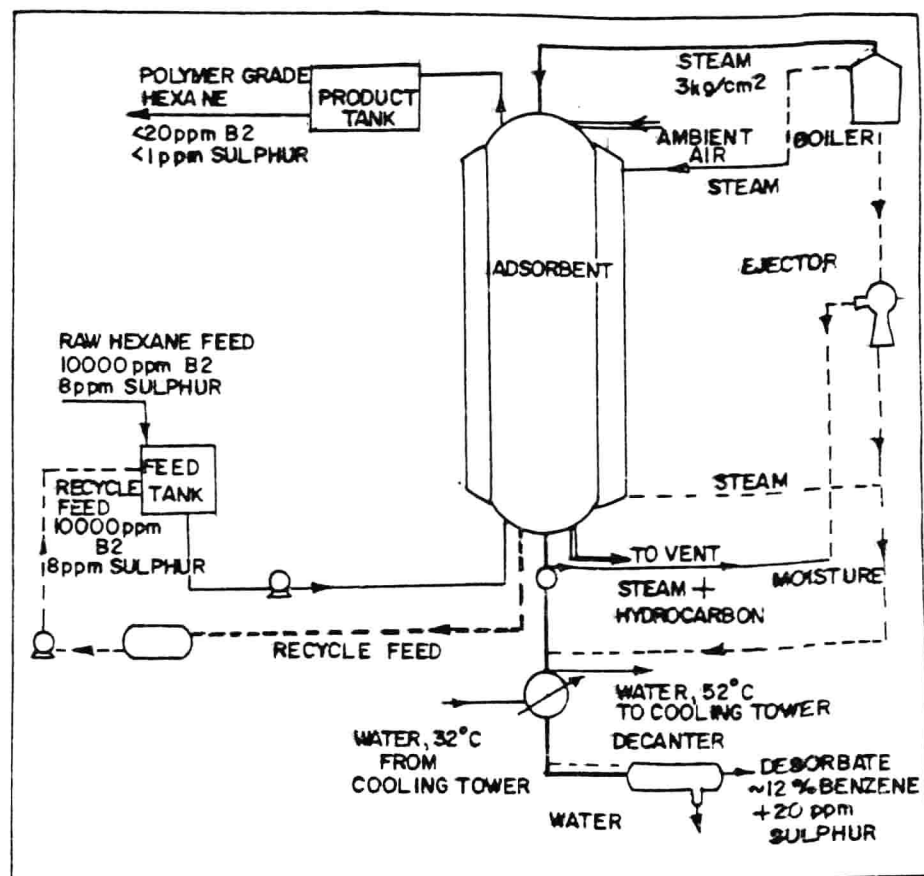 POLYMER GRADE
HEXANE
<20ppm B2
<1ppm SULPHUR
PRODUCT
TANK
STEAM
3kg/cm2
BOILER
AMBIENT
AIR
STEAM
ADSORBENT
EJECTOR
RAW HEXANE FEED
10000ppm B2
8ppm SULPHUR
FEED
TANK
RECYCLE
FEED
10000ppm
B2
8ppm SULPHUR
STEAM
TO VENT
MOISTURE
STEAM +
HYDROCARBON
RECYCLE FEED
WATER, 52°C
TO COOLING TOWER
WATER, 32°C
FROM
COOLING TOWER
DECANTER
DESORBATE
~12 % BENZENE
+20 ppm
SULPHUR
WATER